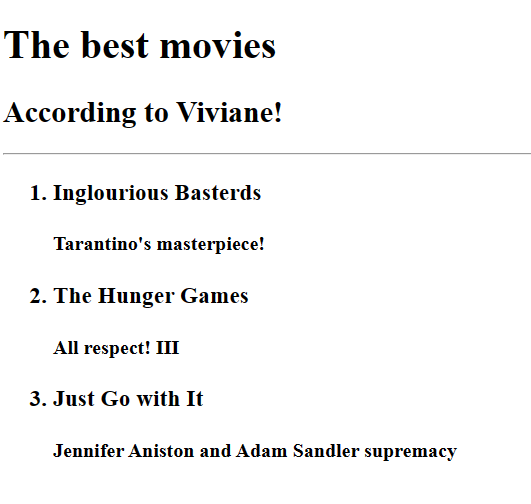 The best movies
According to Viviane!
1. Inglourious Basterds
Tarantino's masterpiece!
2. The Hunger Games
All respect! III
3. Just Go with It
Jennifer Aniston and Adam Sandler supremacy